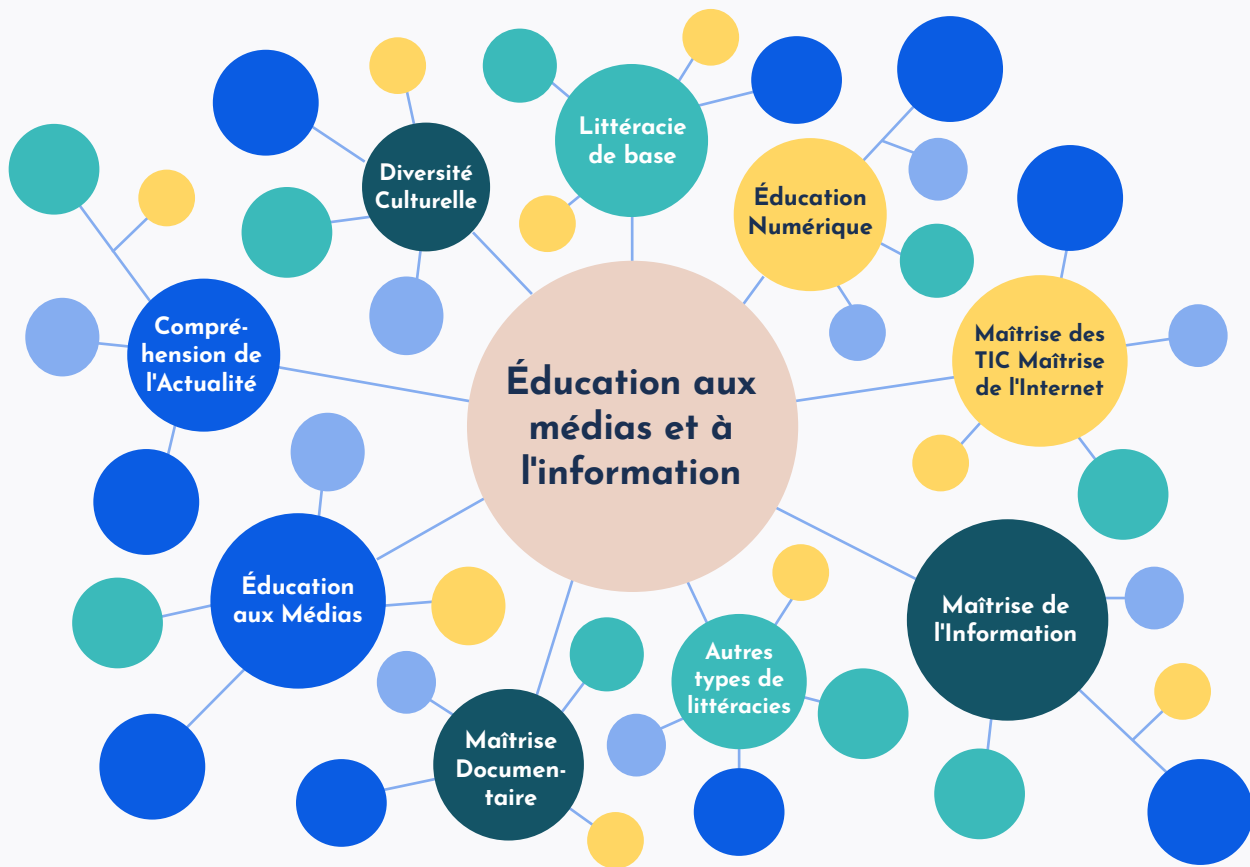 Littéracie
de base
Diversité
Culturelle
Éducation
Numérique
Compré-
hension de
l'Actualité
Maîtrise des
TIC Maîtrise
de l'Internet
Éducation aux
médias et à
l'information
Éducation
aux Médias
Maîtrise de
l'Information
Autres
types de
littéracies
Maîtrise
Documen-
taire